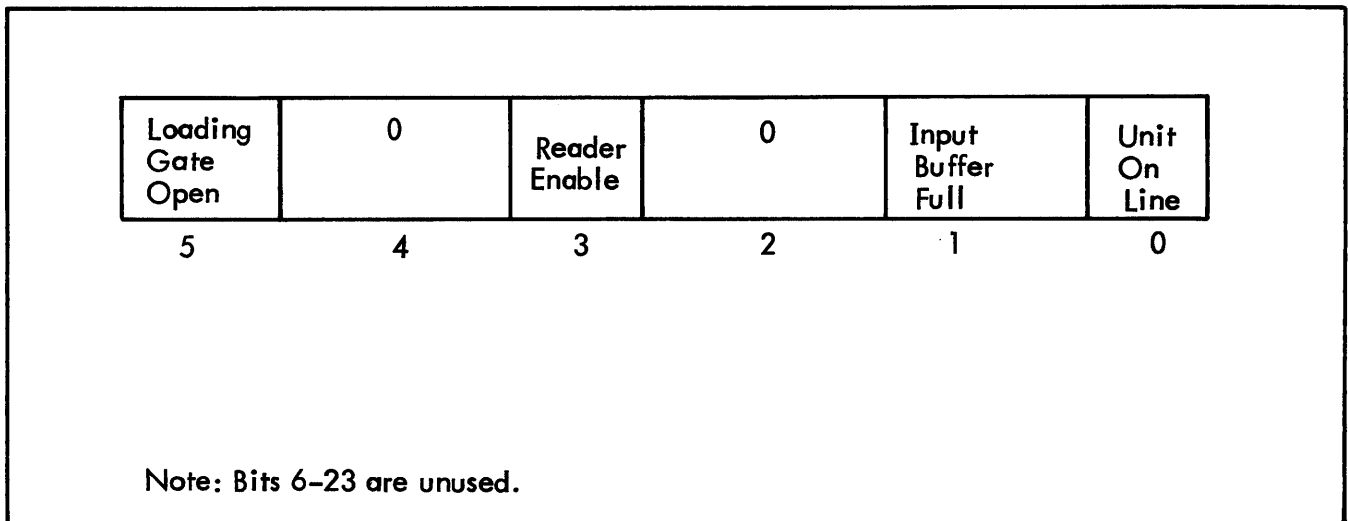 Loading
Gate
Open
0
Reader
Enable
0
Input
Buffer
Full
Unit
On
Line
5 4 3 2 1 0
Note: Bits 6-23 are unused.